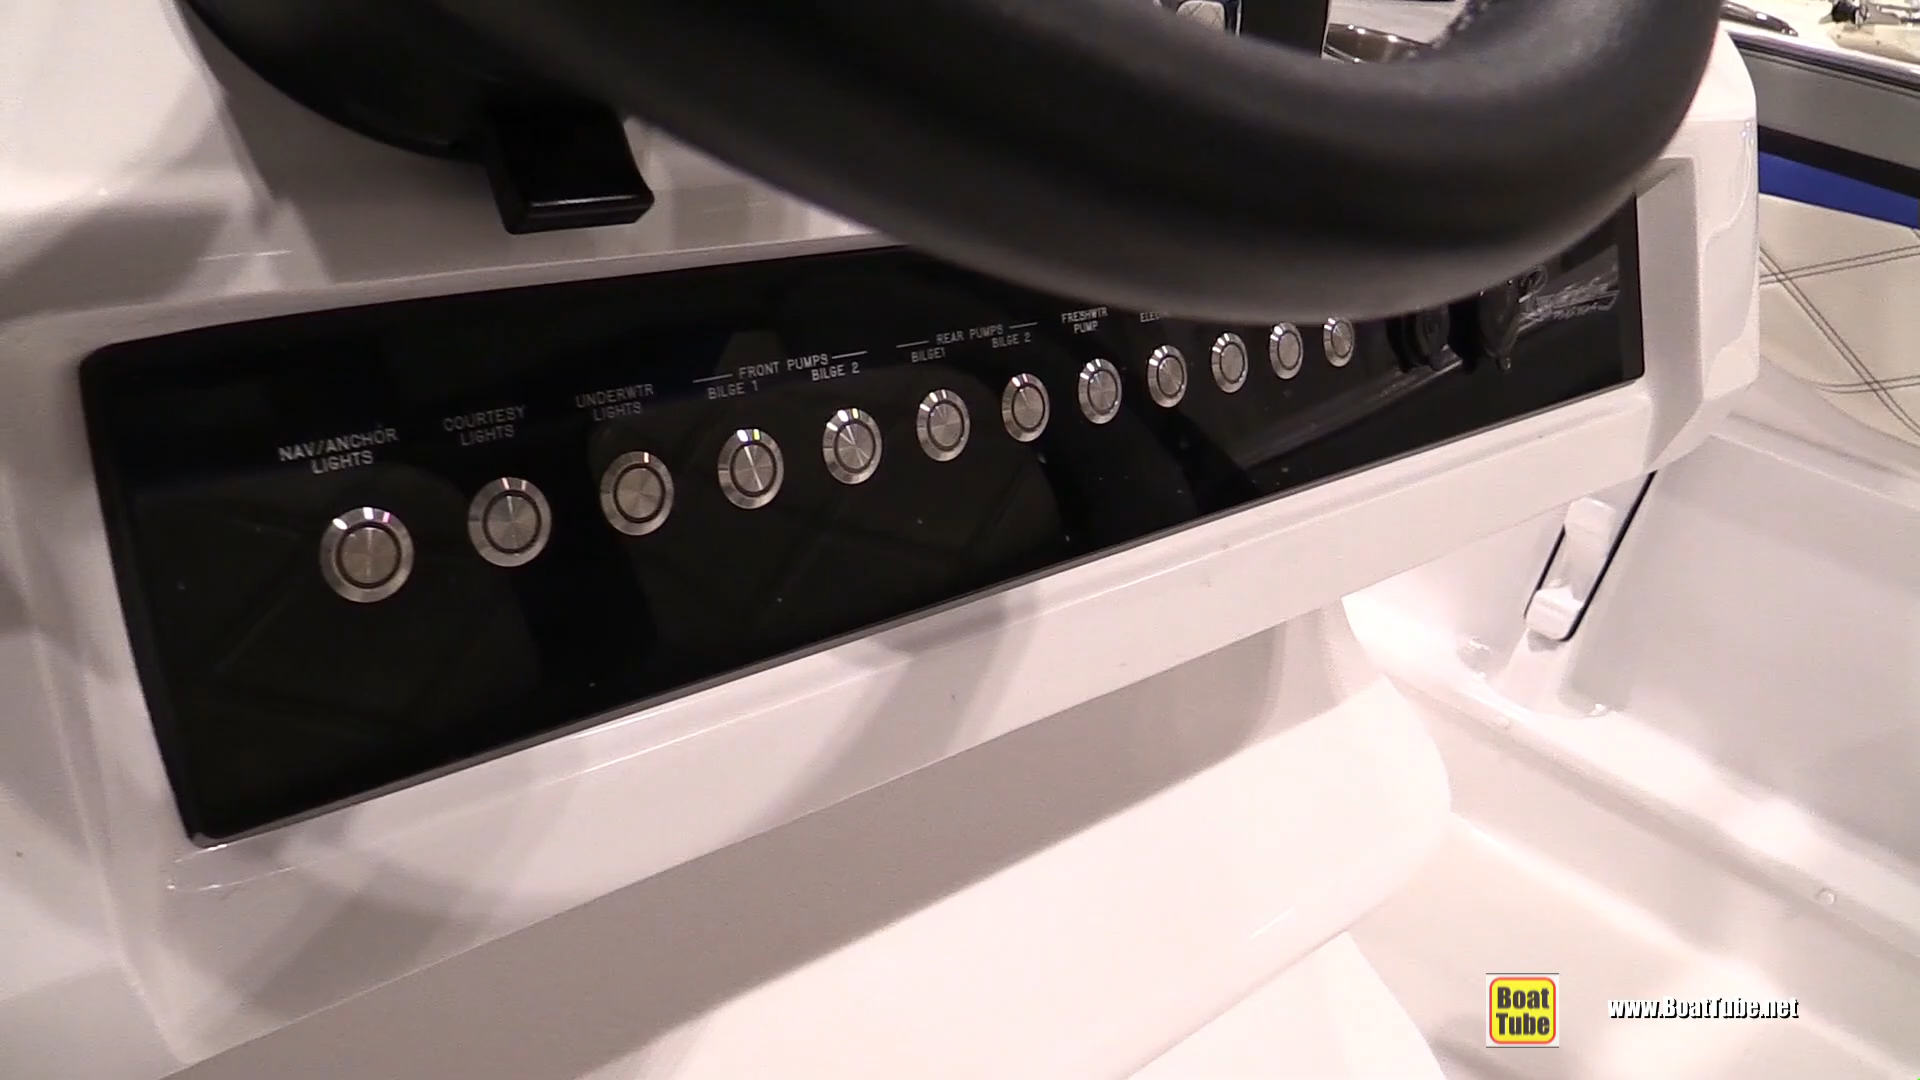 NAV/ANCHOR
LIGHTS
COURTESY
LIGHTS
UNDERWTR
LIGHTS
FRONT PUMPS
BILGE 1
BILGE 2
REAR PUMPS
BILGE1
BILGE 2
FRESHWTR
PUMP
Boat
Tube
www.BoatTube.net